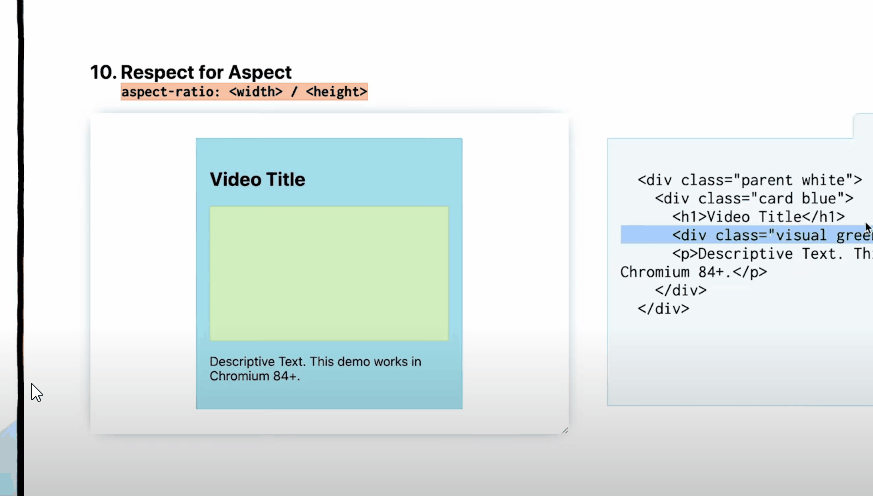 10. Respect for Aspect
aspect-ratio: <width> / <height>
Video Title
Descriptive Text. This demo works in
Chromium 84+.
<div class="parent white">
<div class="card blue">
<h1>Video Title</h1>
<div class="visual gree
<p>Descriptive Text. Thi
Chromium 84+.</p>
</div>
</div>